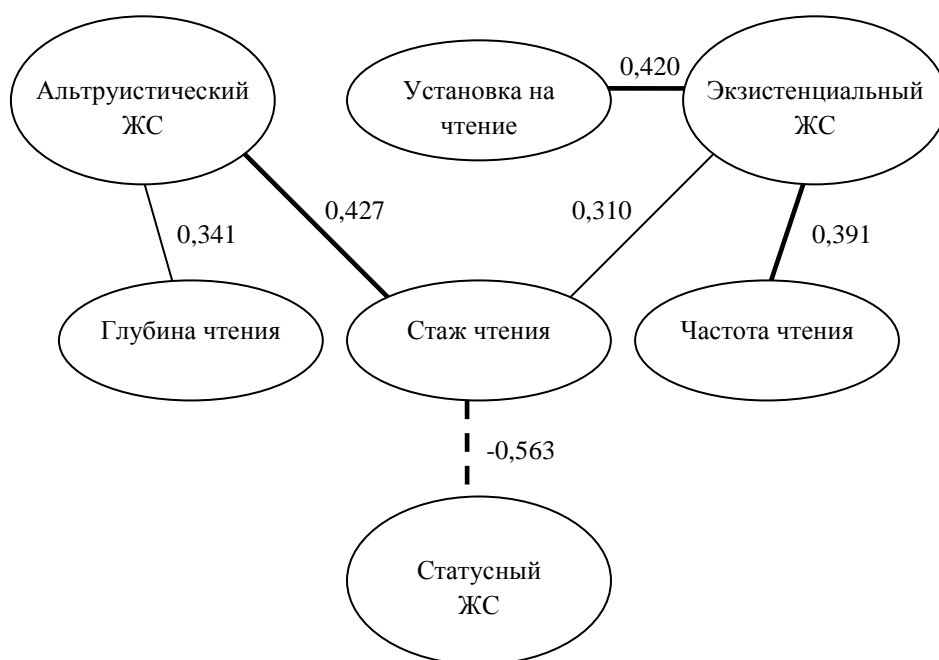 Альтруистический
ЖС
Установка на
чтение
0,420
Экзистенциальный
ЖС
0,341
0,427
0,310
0,391
Глубина чтения
Стаж чтения
Частота чтения
-0,563
Статусный
ЖС